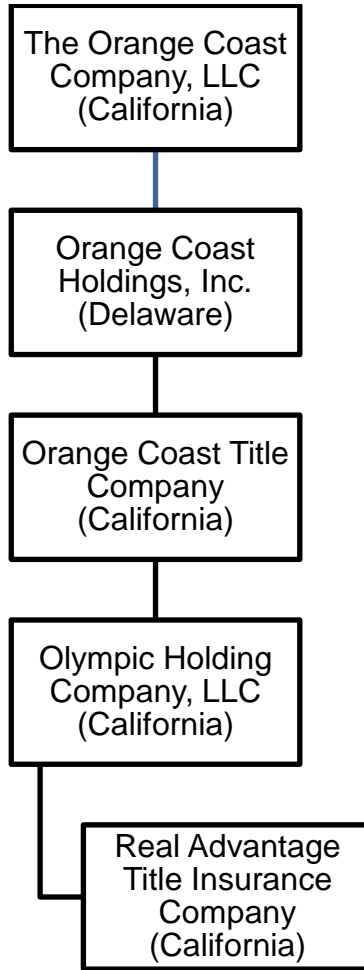 The Orange Coast
Company, LLC
(California)
Orange Coast
Holdings, Inc.
(Delaware)
Orange Coast Title
Company
(California)
Olympic Holding
Company, LLC
(California)
Real Advantage
Title Insurance
Company
(California)